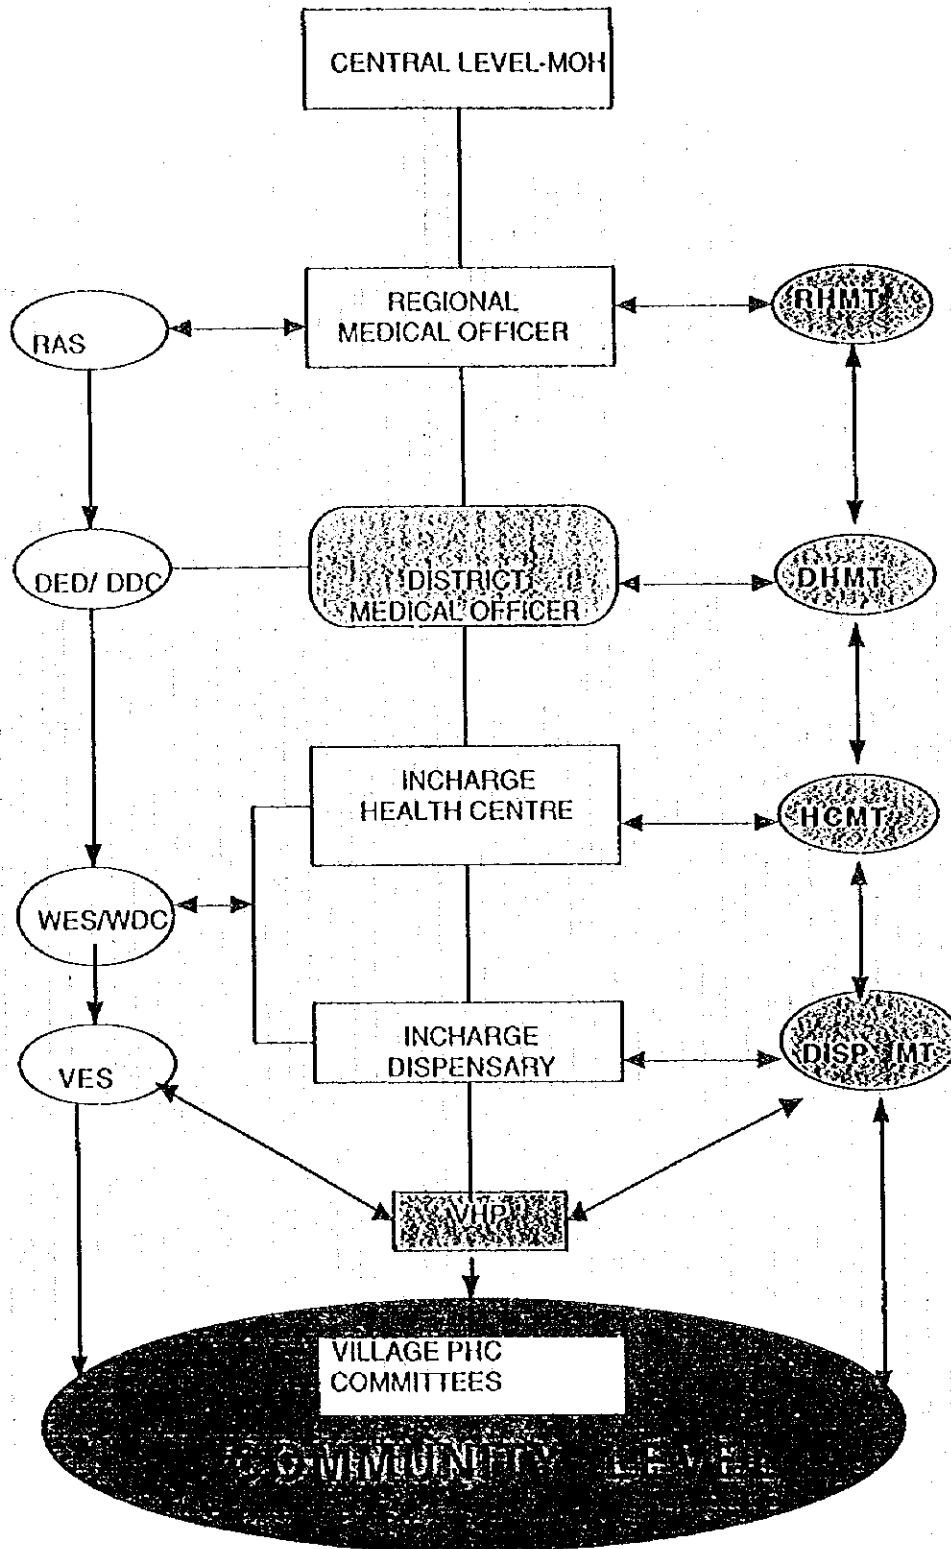 CENTRAL LEVEL-MOH
RAS
REGIONAL
MEDICAL OFFICER
RHMT
DED/ DDC
DISTRICT
MEDICAL OFFICER
DHMT
INCHARGE
HEALTH CENTRE
HCMT
WES/WDC
INCHARGE
DISPENSARY
DISP. MT
VES
VHP
VILLAGE PHC
COMMITTEES
COMMUNITY LEVEL